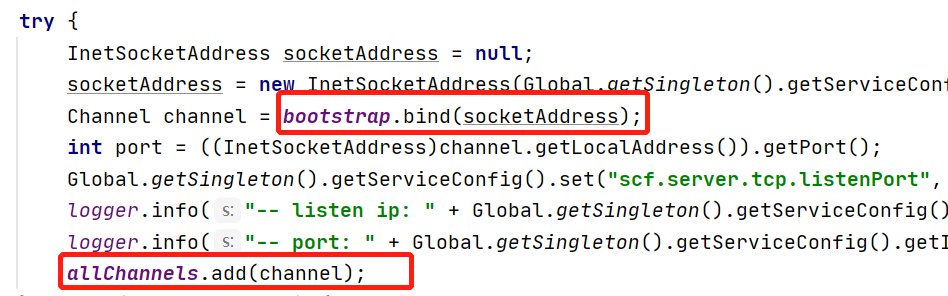 try {
InetSocketAddress socketAddress = null;
socketAddress = new InetSocketAddress(Global.getSingleton().getServiceConf
Channel channel = bootstrap.bind(socketAddress);
int port = ((InetSocketAddress)channel.getLocalAddress()).getPort();
Global.getSingleton().getServiceConfig().set("scf.server.tcp.listenPort",
logger.info( s: "-- listen ip: " + Global.getSingleton().getServiceConfig()
logger.info( s: "-- port: " + Global.getSingleton().getServiceConfig().getI
allChannels.add(channel);